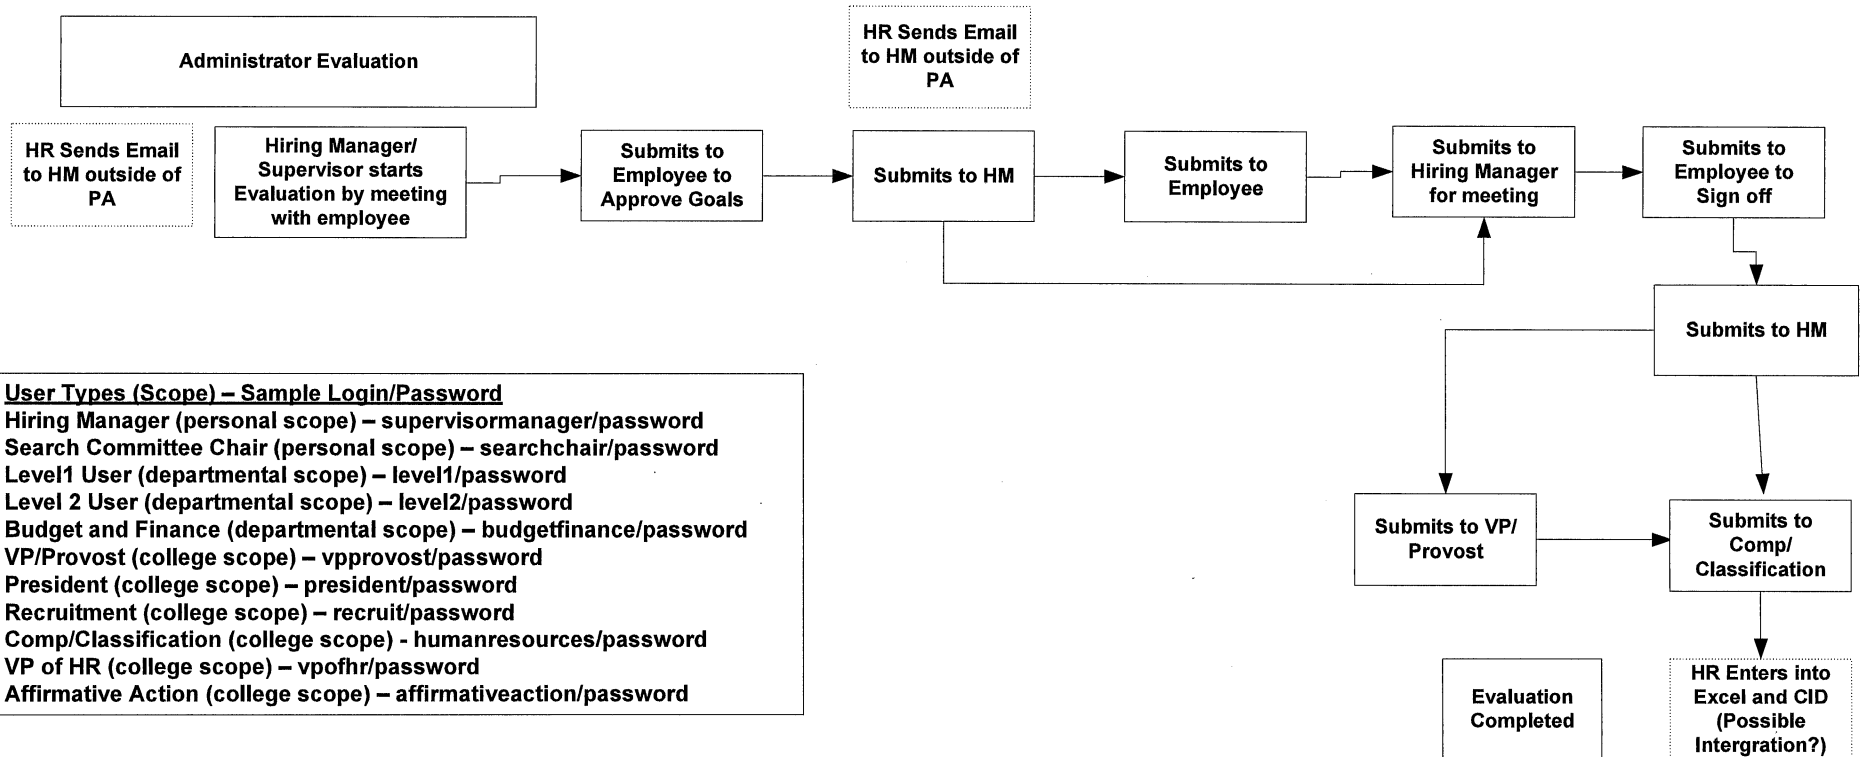 Administrator Evaluation
HR Sends Email
to HM outside of
PA
HR Sends Email
to HM outside of
PA
Hiring Manager/
Supervisor starts
Evaluation by meeting
with employee
Submits to
Employee to
Approve Goals
Submits to HM
Submits to
Employee
Submits to
Hiring Manager
for meeting
Submits to
Employee to
Sign off
Submits to HM
Submits to VP/
Provost
Submits to
Comp/
Classification
User Types (Scope) – Sample Login/Password
Hiring Manager (personal scope) – supervisormanager/password
Search Committee Chair (personal scope) – searchchair/password
Level1 User (departmental scope) – level1/password
Level 2 User (departmental scope) – level2/password
Budget and Finance (departmental scope) – budgetfinance/password
VP/Provost (college scope) – vpprovost/password
President (college scope) – president/password
Recruitment (college scope) – recruit/password
Comp/Classification (college scope) - humanresources/password
VP of HR (college scope) – vpofhr/password
Affirmative Action (college scope) – affirmativeaction/password
Evaluation
Completed
HR Enters into
Excel and CID
(Possible
Intergration?)